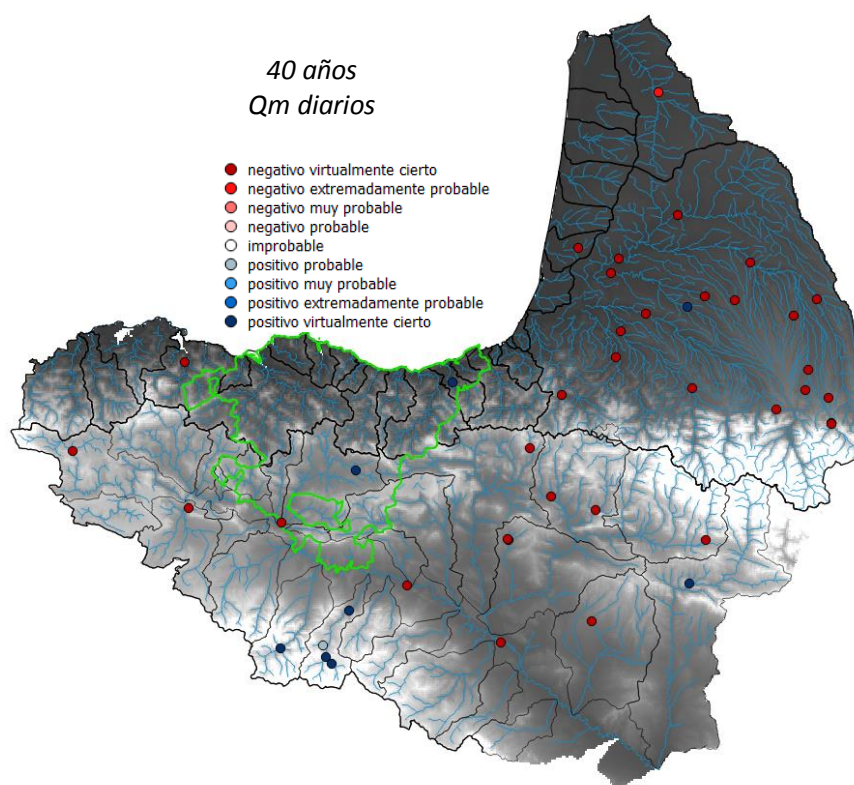 40 años
Qm diarios
negativo virtualmente cierto
negativo extremadamente probable
negativo muy probable
negativo probable
improbable
positivo probable
positivo muy probable
positivo extremadamente probable
positivo virtualmente cierto